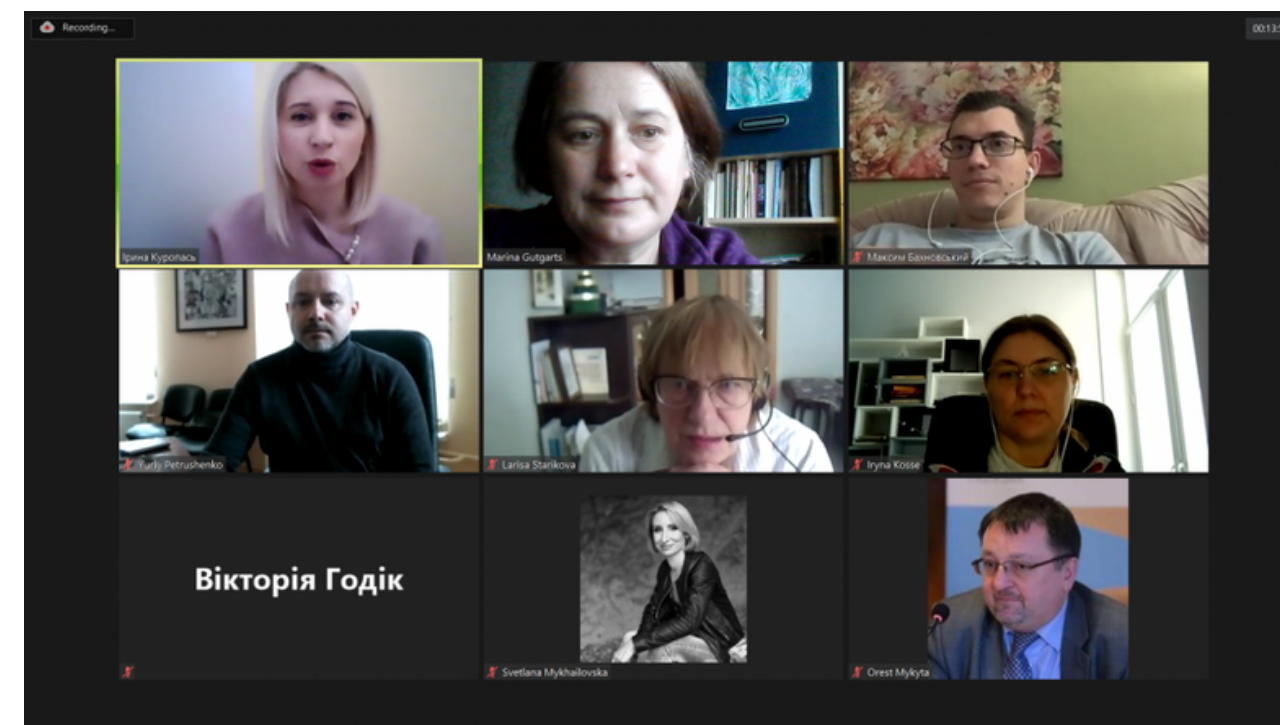 Recording...
Ірина Куропась
Marina Gutgarts
Максим Бахновський
Yuriy Petrushenko
Larisa Starikova
Iryna Kosse
Вікторія Годік
Svetlana Mykhailovska
Orest Mykyta